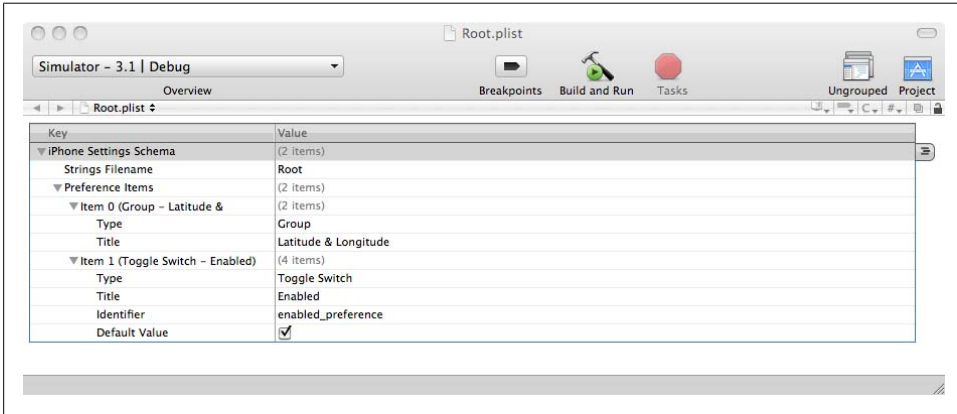 Root.plist
Simulator - 3.1 | Debug
Overview
Breakpoints
Build and Run
Tasks
Ungrouped
Project
Root.plist
C
#
Key Value
iPhone Settings Schema (2 items)
Strings Filename Root
Preference Items (2 items)
Item 0 (Group - Latitude & (2 items)
Type Group
Title Latitude & Longitude
Item 1 (Toggle Switch - Enabled) (4 items)
Type Toggle Switch
Title Enabled
Identifier enabled_preference
Default Value